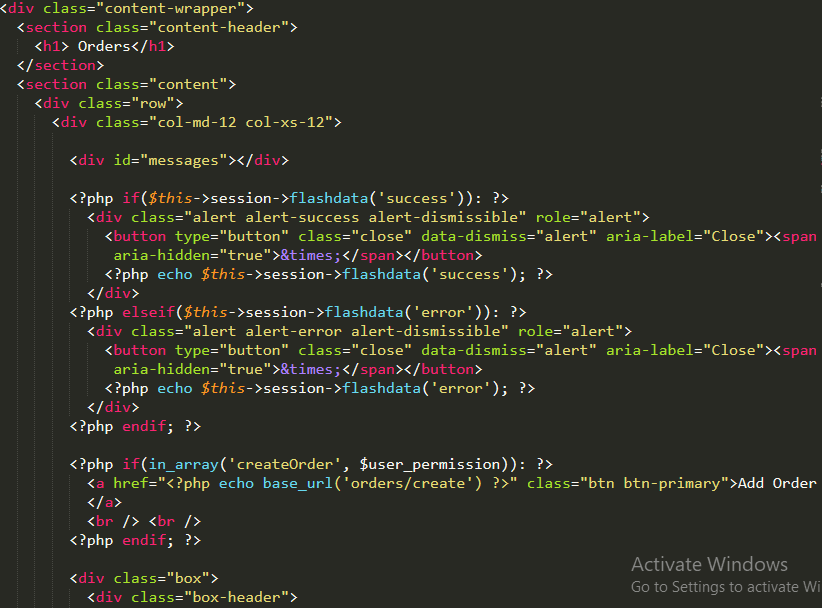 <div class="content-wrapper">
<section class="content-header">
<h1> Orders</h1>
</section>
<section class="content">
<div class="row">
<div class="col-md-12 col-xs-12">
<div id="messages"></div>
<?php if($this->session->flashdata('success')): ?>
<div class="alert alert-success alert-dismissible" role="alert">
<button type="button" class="close" data-dismiss="alert" aria-label="Close"><span
aria-hidden="true">&times;</span></button>
<?php echo $this->session->flashdata('success'); ?>
</div>
<?php elseif($this->session->flashdata('error')): ?>
<div class="alert alert-error alert-dismissible" role="alert">
<button type="button" class="close" data-dismiss="alert" aria-label="Close"><span
aria-hidden="true">&times;</span></button>
<?php echo $this->session->flashdata('error'); ?>
</div>
<?php endif; ?>
<?php if(in_array('createOrder', $user_permission)): ?>
<a href="<?php echo base_url('orders/create') ?>" class="btn btn-primary">Add Order
</a>
<br /> <br />
<?php endif; ?>
<div class="box">
<div class="box-header">
Activate Windows
Go to Settings to activate Wi